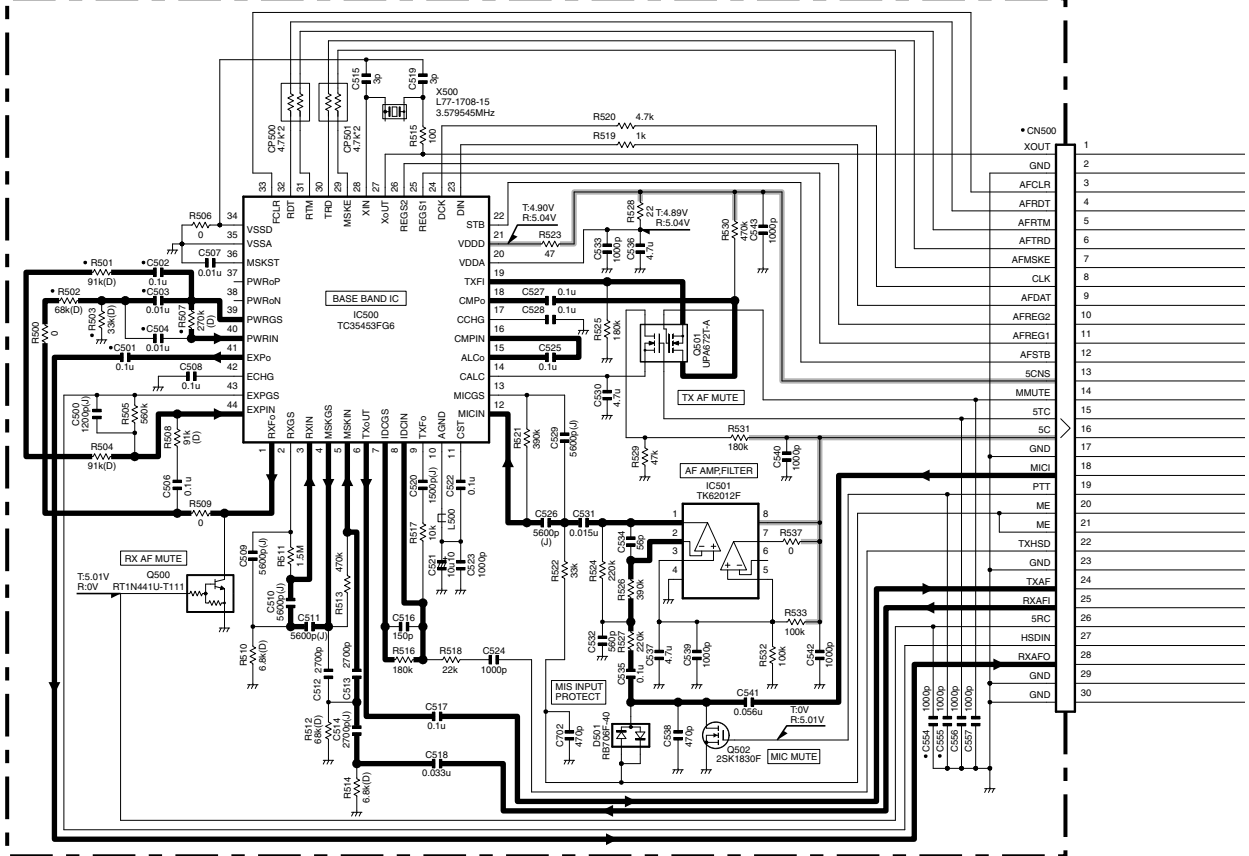 C515
3p
C519
3p
X500
L77-1708-15
3.579545MHz
CP500
4.7k*2
CP501
4.7k*2
R515
100
R520 4.7k
R519 1k
• CN500
XOUT 1
GND 2
AFCLR 3
AFRDT 4
AFRTM 5
AFTRD 6
AFMSKE 7
CLK 8
AFDAT 9
AFREG2 10
AFREG1 11
AFSTB 12
5CNS 13
MMUTE 14
5TC 15
5C 16
GND 17
MICI 18
PTT 19
ME 20
ME 21
TXHSD 22
GND 23
TXAF 24
RXAFI 25
5RC 26
HSDIN 27
RXAFO 28
GND 29
GND 30
33 32 31 30 29 28 27 26 25 24 23
FCLR RDT RTM TRD MSKE XIN XoUT REGS2 REGS1 DCK DIN
34 VSSD
35 VSSA
36 MSKST
37 PWRoP
38 PWRoN
39 PWRGS
40 PWRIN
41 EXPo
42 ECHG
43 EXPGS
44 EXPIN
BASE BAND IC
IC500
TC35453FG6
STB 22
VDDD 21
VDDA 20
TXFI 19
CMPo 18
CCHG 17
CMPIN 16
ALCo 15
CALC 14
MICGS 13
MICIN 12
RXFo RXGS RXIN MSKGS MSKIN TXoUT IDCGS IDCIN TXFo AGND CST
1 2 3 4 5 6 7 8 9 10 11
R506
0
C507
0.01u
• R501
91k(D)
• C502
0.1u
• R502
68k(D)
• C503
0.01u
• R503
33k(D)
• R507
270k
(D)
• C504
0.01u
R500
0
• C501
0.1u
C508
0.1u
C500
1200p(J)
R505
560k
R504
91k(D)
R508
91k
(D)
C506
0.1u
R509
0
RX AF MUTE
T:5.01V
R:0V
Q500
RT1N441U-T111
C509
5600p(J)
R511
1.5M
C510
5600p(J)
C511
5600p(J)
R510
6.8k(D)
470k
R513
2700p
C512
2700p
C513
R512
68k(D)
C514
2700p(J)
R514
6.8k(D)
C516
150p
R516
180k
C517
0.1u
C518
0.033u
R518
22k
C524
1000p
C520
1500p(J)
R517
10k
C522
0.1u
L500
C521
10u10
C523
1000p
T:4.90V
R:5.04V
R523
47
C533
1000p
C536
4.7u
R528
22
T:4.89V
R:5.04V
R530
470k
C543
1000p
C527 0.1u
C528 0.1u
C525
0.1u
R525
180k
Q501
UPA672T-A
C530
4.7u
TX AF MUTE
R521
390k
C529
5600p(J)
R531
180k
R529
47k
C540
1000p
AF AMP,FILTER
IC501
TK62012F
1
2
3
4
8
7
6
5
R537
0
C526
5600p
(J)
C531
0.015u
C534
56p
R522
33k
R524
220k
R526
390k
C532
560p
R527
220k
C535
0.1u
C537
4.7u
C539
1000p
R533
100k
R532
100k
C542
1000p
C541
0.056u
MIS INPUT
PROTECT
C702
470p
D501
RB706F-40
C538
470p
Q502
2SK1830F
T:0V
R:5.01V
MIC MUTE
• C554 1000p
• C555 1000p
C556 1000p
C557 1000p